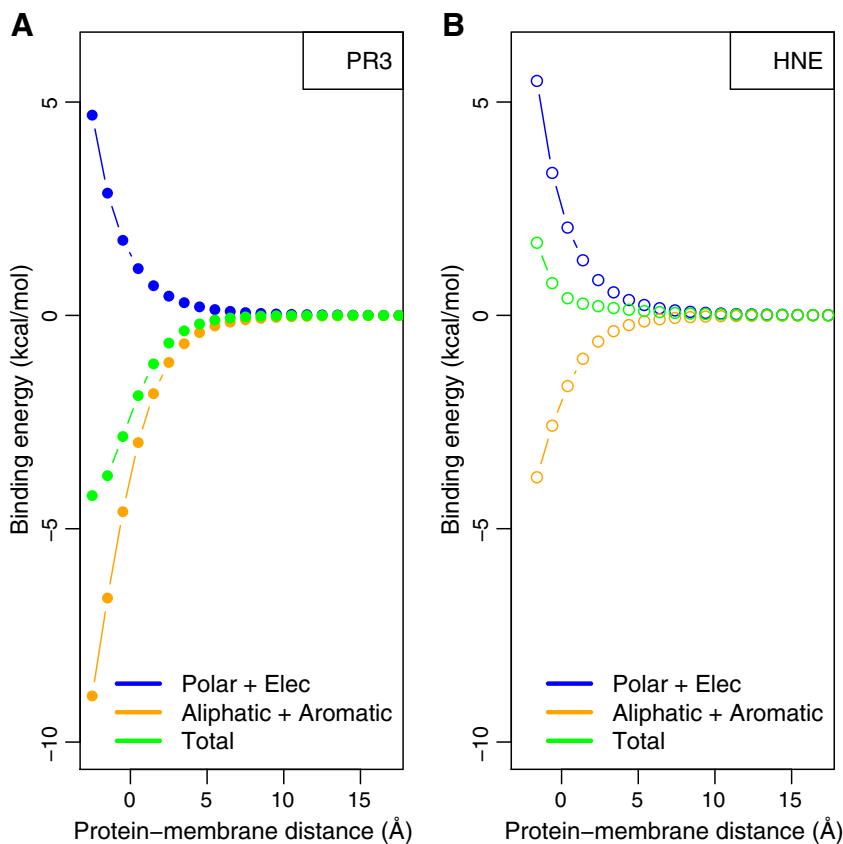 A
PR3
Binding energy (kcal/mol)
5
0
−5
−10
Polar + Elec
Aliphatic + Aromatic
Total
0 5 10 15
Protein−membrane distance (Å)
B
HNE
Binding energy (kcal/mol)
5
0
−5
−10
Polar + Elec
Aliphatic + Aromatic
Total
0 5 10 15
Protein−membrane distance (Å)